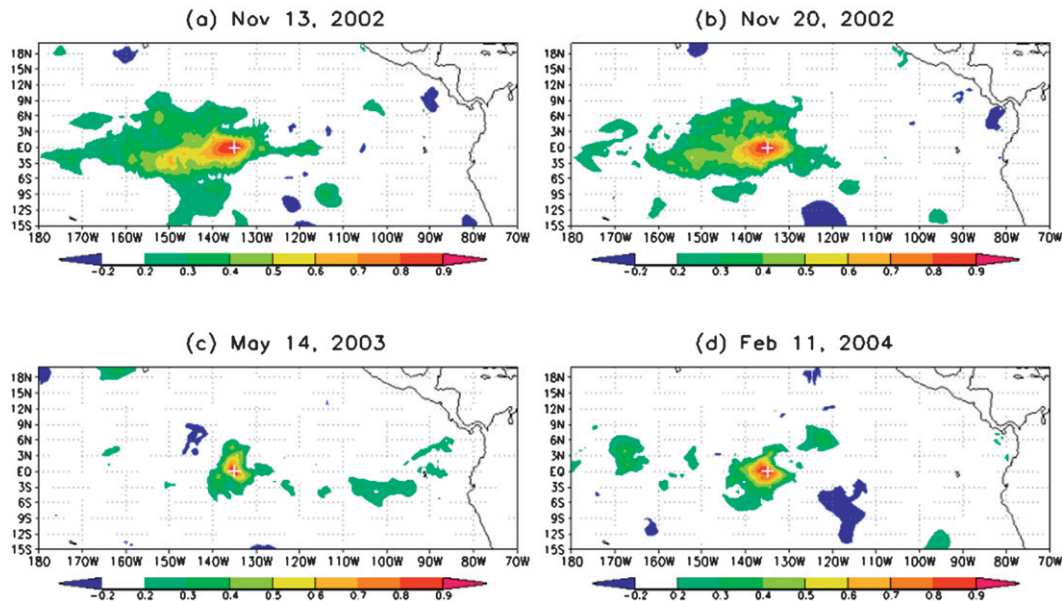 (a) Nov 13, 2002
(b) Nov 20, 2002
18N 18N
15N 15N
12N 12N
9N 9N
6N 6N
3N 3N
EQ EQ
3S 3S
6S 6S
9S 9S
12S 12S
15S 15S
180 170W 160W 150W 140W 130W 120W 110W 100W 90W 80W 70W
180 170W 160W 150W 140W 130W 120W 110W 100W 90W 80W 70W
-0.2 0.2 0.3 0.4 0.5 0.6 0.7 0.8 0.9
-0.2 0.2 0.3 0.4 0.5 0.6 0.7 0.8 0.9
(c) May 14, 2003
(d) Feb 11, 2004
18N 18N
15N 15N
12N 12N
9N 9N
6N 6N
3N 3N
EQ EQ
3S 3S
6S 6S
9S 9S
12S 12S
15S 15S
180 170W 160W 150W 140W 130W 120W 110W 100W 90W 80W 70W
180 170W 160W 150W 140W 130W 120W 110W 100W 90W 80W 70W
-0.2 0.2 0.3 0.4 0.5 0.6 0.7 0.8 0.9
-0.2 0.2 0.3 0.4 0.5 0.6 0.7 0.8 0.9